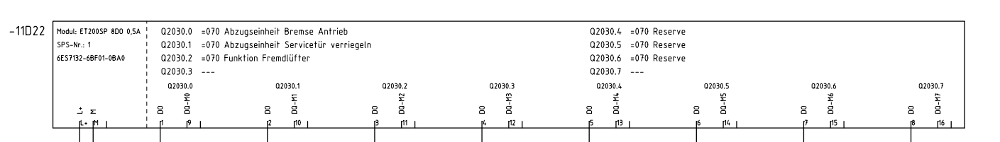 -11D22
Modul: ET200SP 8DO 0,5A
SPS-Nr.: 1
6ES7132-6BF01-0BA0
Q2030.0 =070 Abzugseinheit Bremse Antrieb
Q2030.1 =070 Abzugseinheit Servicetür verriegeln
Q2030.2 =070 Funktion Fremdlüfter
Q2030.3 ---
Q2030.4 =070 Reserve
Q2030.5 =070 Reserve
Q2030.6 =070 Reserve
Q2030.7 ---
Q2030.0 Q2030.1 Q2030.2 Q2030.3 Q2030.4 Q2030.5 Q2030.6 Q2030.7
L+ M DO DQ-M0 DO DQ-M1 DO DQ-M2 DO DQ-M3 DO DQ-M4 DO DQ-M5 DO DQ-M6 DO DQ-M7
L+ M 1 9 2 10 3 11 4 12 5 13 6 14 7 15 8 16